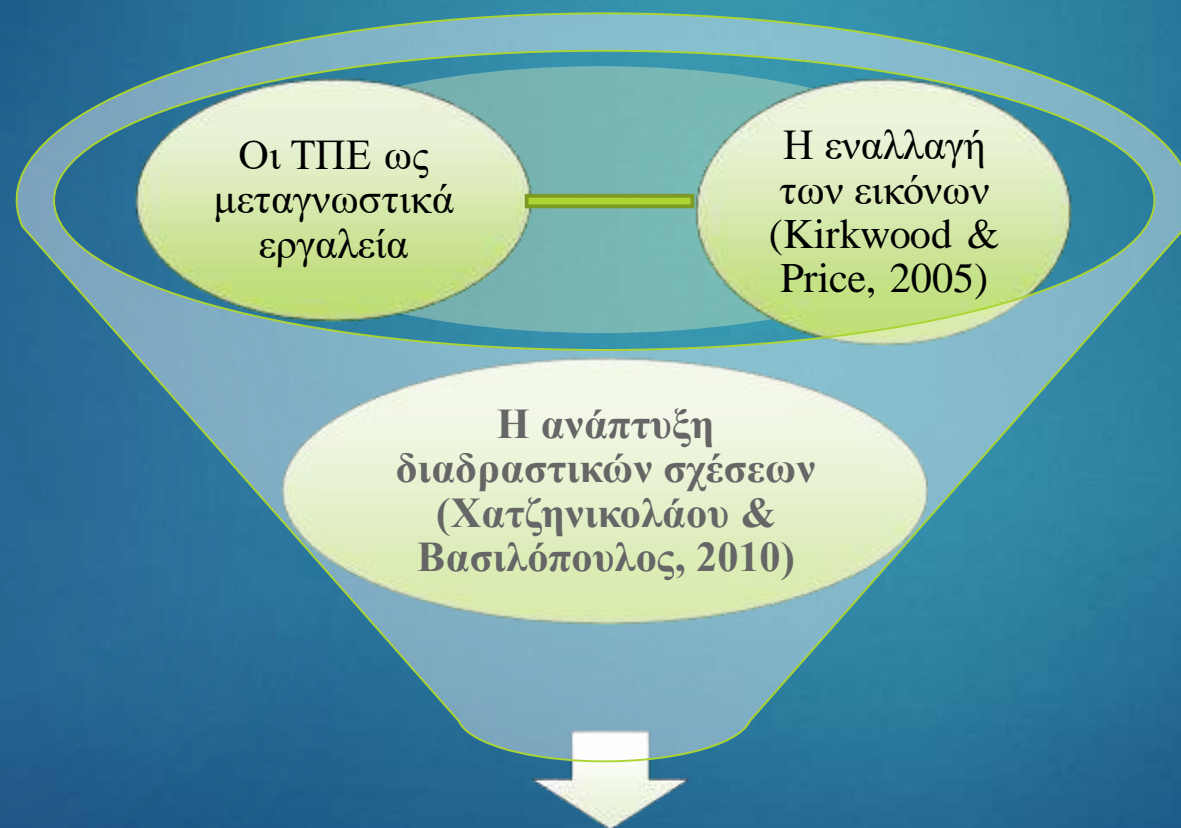 Οι ΤΠΕ ως
μεταγνωστικά
εργαλεία
Η εναλλαγή
των εικόνων
(Kirkwood &
Price, 2005)
Η ανάπτυξη
διαδραστικών σχέσεων
(Χατζηνικολάου &
Βασιλόπουλος, 2010)